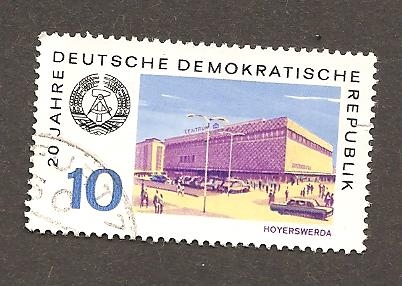 20 JAHRE DEUTSCHE DEMOKRATISCHE REPUBLIK
CENTRUM
10
HOYERSWERDA